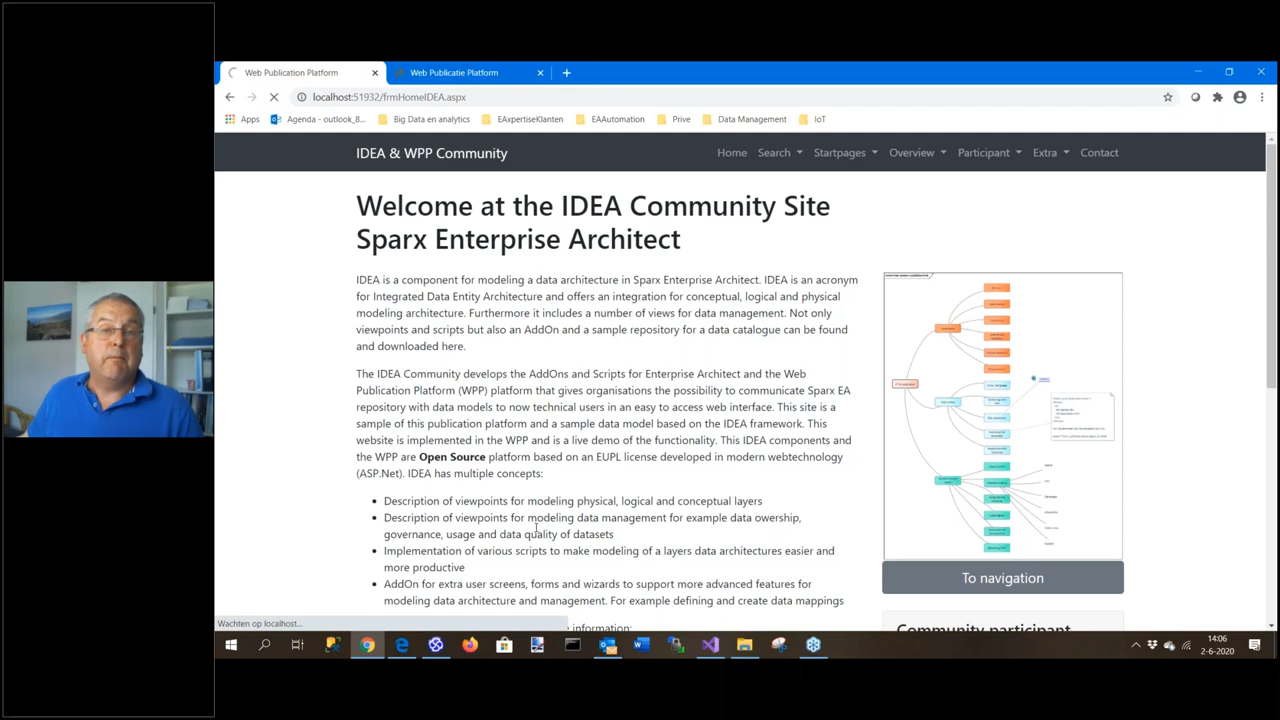 Web Publication Platform
Web Publicatie Platform
localhost:51932/frmHomeIDEA.aspx
Apps
Agenda - outlook_8...
Big Data en analytics
EAxpertiseKlanten
EAAutomation
Prive
Data Management
IoT
IDEA & WPP Community
Home
Search
Startpages
Overview
Participant
Extra
Contact
Welcome at the IDEA Community Site
Sparx Enterprise Architect
IDEA is a component for modeling a data architecture in Sparx Enterprise Architect. IDEA is an acronym
for Integrated Data Entity Architecture and offers an integration for conceptual, logical and physical
modeling architecture. Furthermore it includes a number of views for data management. Not only
viewpoints and scripts but also an AddOn and a sample repository for a data catalogue can be found
and downloaded here.
The IDEA Community develops the AddOns and Scripts for Enterprise Architect and the Web
Publication Platform (WPP) platform that gives organisations the possibility to communicate Sparx EA
repository with data models to now technical users in an easy to access web interface. This site is a
sample of this publication platform and a sample data model based on the IDEA framework. This
website is implemented in the WPP and is a live demo of the functionality. This IDEA components and
the WPP are Open Source platform based on an EUPL license developed in modern webtechnology
(ASP.Net). IDEA has multiple concepts:
Description of viewpoints for modeling physical, logical and conceptual layers
Description of viewpoints for modeling data management for example data owership,
governance, usage and data quality of datasets
Implementation of various scripts to make modeling of a layers data architectures easier and
more productive
AddOn for extra user screens, forms and wizards to support more advanced features for
modeling data architecture and management. For example defining and create data mappings
information:
To navigation
Community participant
Wachten op localhost...
14:06
2-6-2020